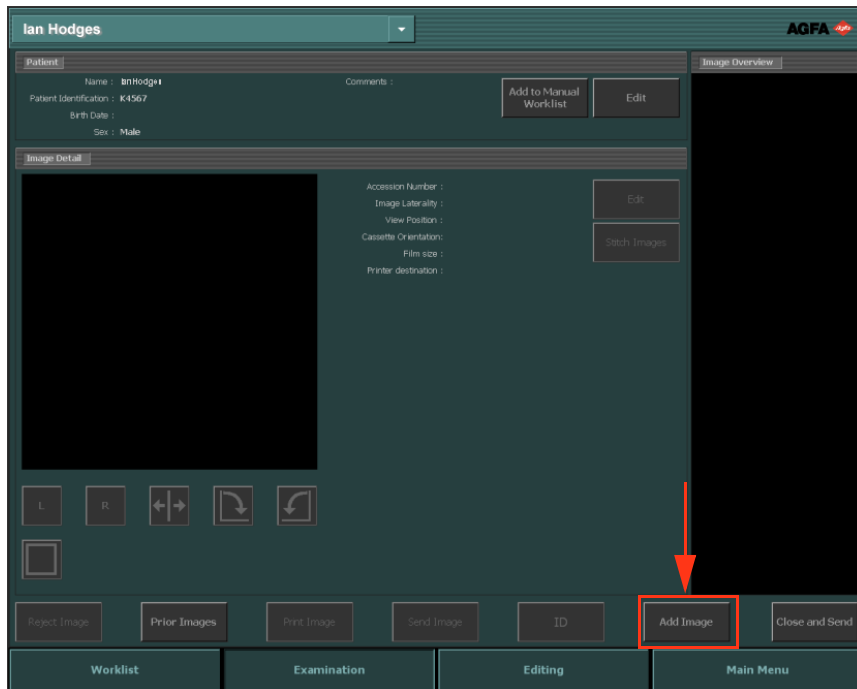 Ian Hodges
AGFA
Patient
Image Overview
Name : Ian Hodges
Comments :
Patient Identification : K4567
Birth Date :
Sex : Male
Add to Manual
Worklist
Edit
Image Detail
Accession Number :
Image Laterality :
View Position :
Cassette Orientation:
Film size :
Printer destination :
Edit
Stitch Images
L
R
Reject Image
Prior Images
Print Image
Send Image
ID
Add Image
Close and Send
Worklist
Examination
Editing
Main Menu